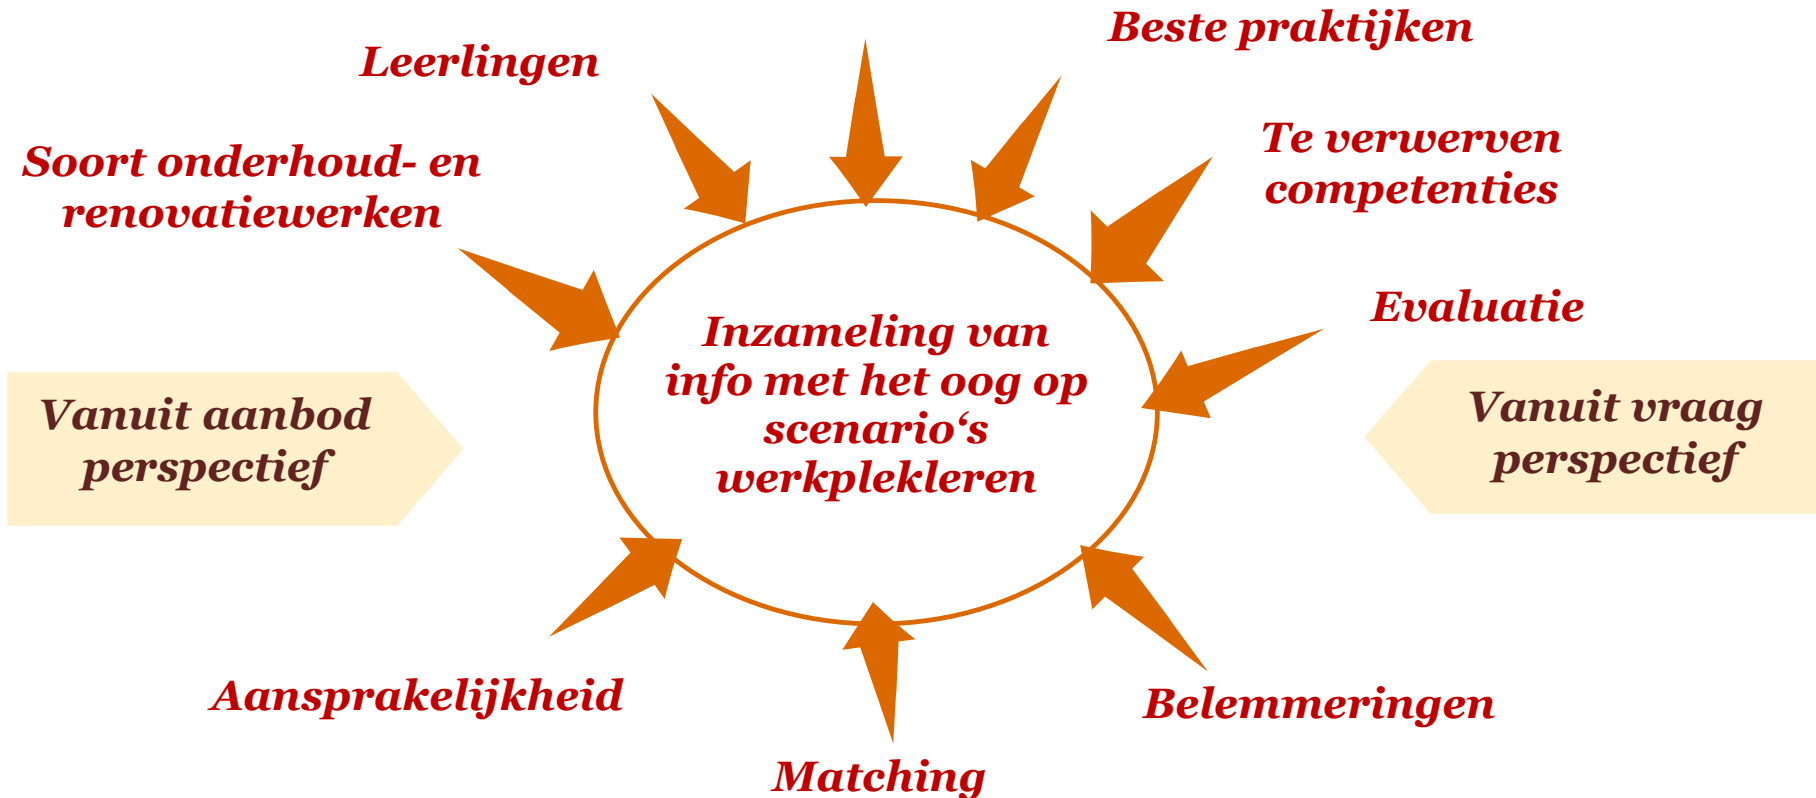 Beste praktijken
Leerlingen
Te verwerven
competenties
Soort onderhoud- en
renovatiewerken
Evaluatie
Inzameling van
info met het oog op
scenario‘s
werkplekleren
Vanuit aanbod
perspectief
Vanuit vraag
perspectief
Aansprakelijkheid
Belemmeringen
Matching